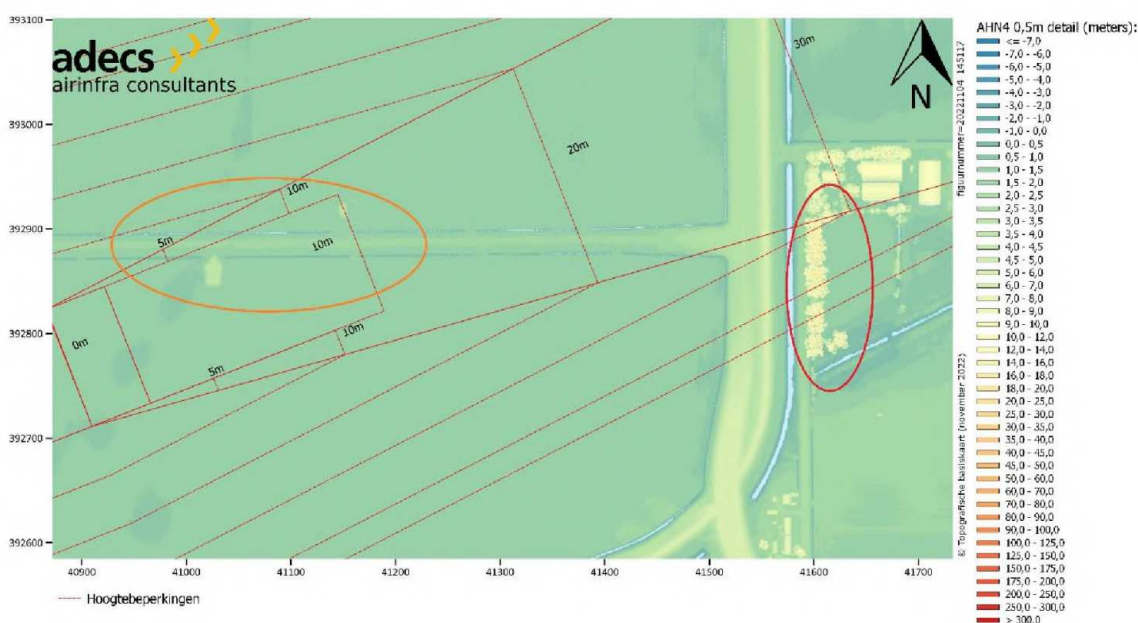 adecs
airinfra consultants
393100
393000
392900
392800
392700
392600
40900
41000
41100
41200
41300
41400
41500
41600
41700
30m
20m
10m
5m
10m
0m
10m
5m
N
Hoogtebeperkingen
figuurnummer=20221104_145117
© Topografische basiskaart (november 2022)
AHN4 0,5m detail (meters):
<= -7,0
-7,0 - -6,0
-6,0 - -5,0
-5,0 - -4,0
-4,0 - -3,0
-3,0 - -2,0
-2,0 - -1,0
-1,0 - 0,0
0,0 - 0,5
0,5 - 1,0
1,0 - 1,5
1,5 - 2,0
2,0 - 2,5
2,5 - 3,0
3,0 - 3,5
3,5 - 4,0
4,0 - 4,5
4,5 - 5,0
5,0 - 6,0
6,0 - 7,0
7,0 - 8,0
8,0 - 9,0
9,0 - 10,0
10,0 - 12,0
12,0 - 14,0
14,0 - 16,0
16,0 - 18,0
18,0 - 20,0
20,0 - 25,0
25,0 - 30,0
30,0 - 35,0
35,0 - 40,0
40,0 - 45,0
45,0 - 50,0
50,0 - 60,0
60,0 - 70,0
70,0 - 80,0
80,0 - 90,0
90,0 - 100,0
100,0 - 125,0
125,0 - 150,0
150,0 - 175,0
175,0 - 200,0
200,0 - 250,0
250,0 - 300,0
> 300,0